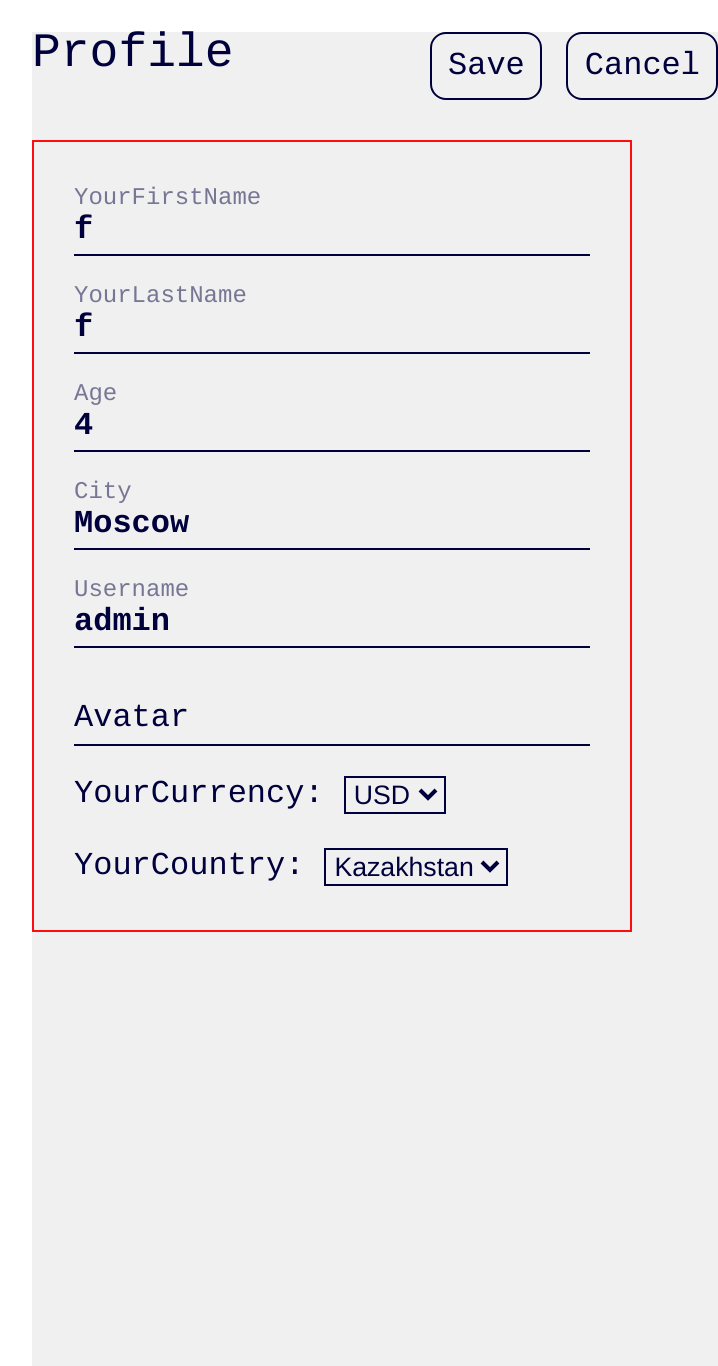 Profile
Save
Cancel
YourFirstName
f
YourLastName
f
Age
4
City
Moscow
Username
admin
Avatar
YourCurrency: USD
YourCountry: Kazakhstan